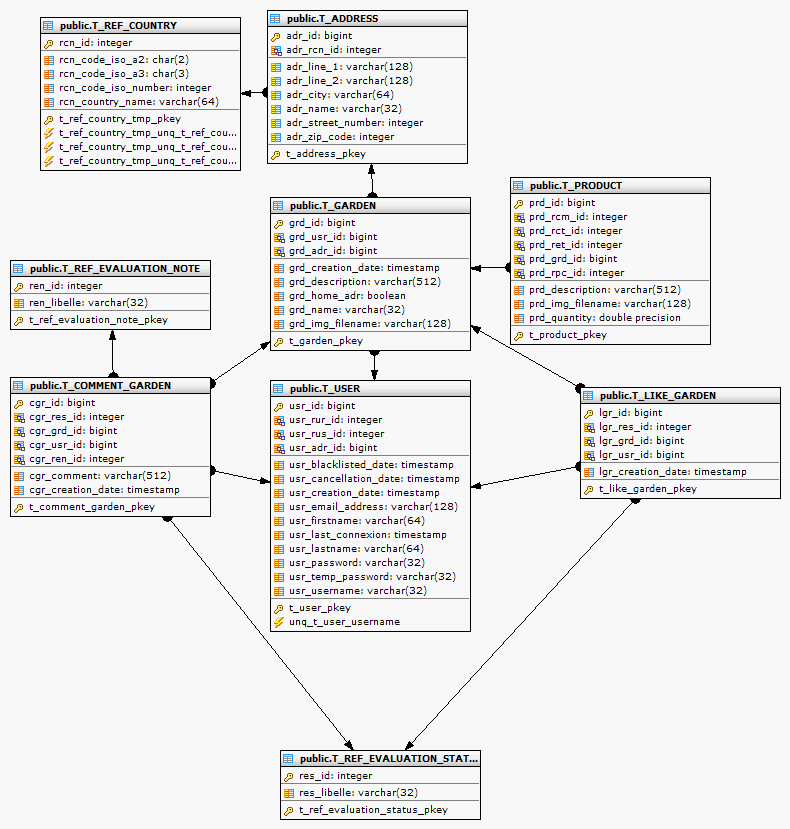 public.T_REF_COUNTRY
rcn_id: integer
rcn_code_iso_a2: char(2)
rcn_code_iso_a3: char(3)
rcn_code_iso_number: integer
rcn_country_name: varchar(64)
t_ref_country_tmp_pkey
t_ref_country_tmp_unq_t_ref_cou...
t_ref_country_tmp_unq_t_ref_cou...
t_ref_country_tmp_unq_t_ref_cou...
public.T_ADDRESS
adr_id: bigint
adr_rcn_id: integer
adr_line_1: varchar(128)
adr_line_2: varchar(128)
adr_city: varchar(64)
adr_name: varchar(32)
adr_street_number: integer
adr_zip_code: integer
t_address_pkey
public.T_GARDEN
grd_id: bigint
grd_usr_id: bigint
grd_adr_id: bigint
grd_creation_date: timestamp
grd_description: varchar(512)
grd_home_adr: boolean
grd_name: varchar(32)
grd_img_filename: varchar(128)
t_garden_pkey
public.T_PRODUCT
prd_id: bigint
prd_rcm_id: integer
prd_rct_id: integer
prd_ret_id: integer
prd_grd_id: bigint
prd_rpc_id: integer
prd_description: varchar(512)
prd_img_filename: varchar(128)
prd_quantity: double precision
t_product_pkey
public.T_REF_EVALUATION_NOTE
ren_id: integer
ren_libelle: varchar(32)
t_ref_evaluation_note_pkey
public.T_COMMENT_GARDEN
cgr_id: bigint
cgr_res_id: integer
cgr_grd_id: bigint
cgr_usr_id: bigint
cgr_ren_id: integer
cgr_comment: varchar(512)
cgr_creation_date: timestamp
t_comment_garden_pkey
public.T_USER
usr_id: bigint
usr_rur_id: integer
usr_rus_id: integer
usr_adr_id: bigint
usr_blacklisted_date: timestamp
usr_cancellation_date: timestamp
usr_creation_date: timestamp
usr_email_address: varchar(128)
usr_firstname: varchar(64)
usr_last_connexion: timestamp
usr_lastname: varchar(64)
usr_password: varchar(32)
usr_temp_password: varchar(32)
usr_username: varchar(32)
t_user_pkey
unq_t_user_username
public.T_LIKE_GARDEN
lgr_id: bigint
lgr_res_id: integer
lgr_grd_id: bigint
lgr_usr_id: bigint
lgr_creation_date: timestamp
t_like_garden_pkey
public.T_REF_EVALUATION_STAT...
res_id: integer
res_libelle: varchar(32)
t_ref_evaluation_status_pkey